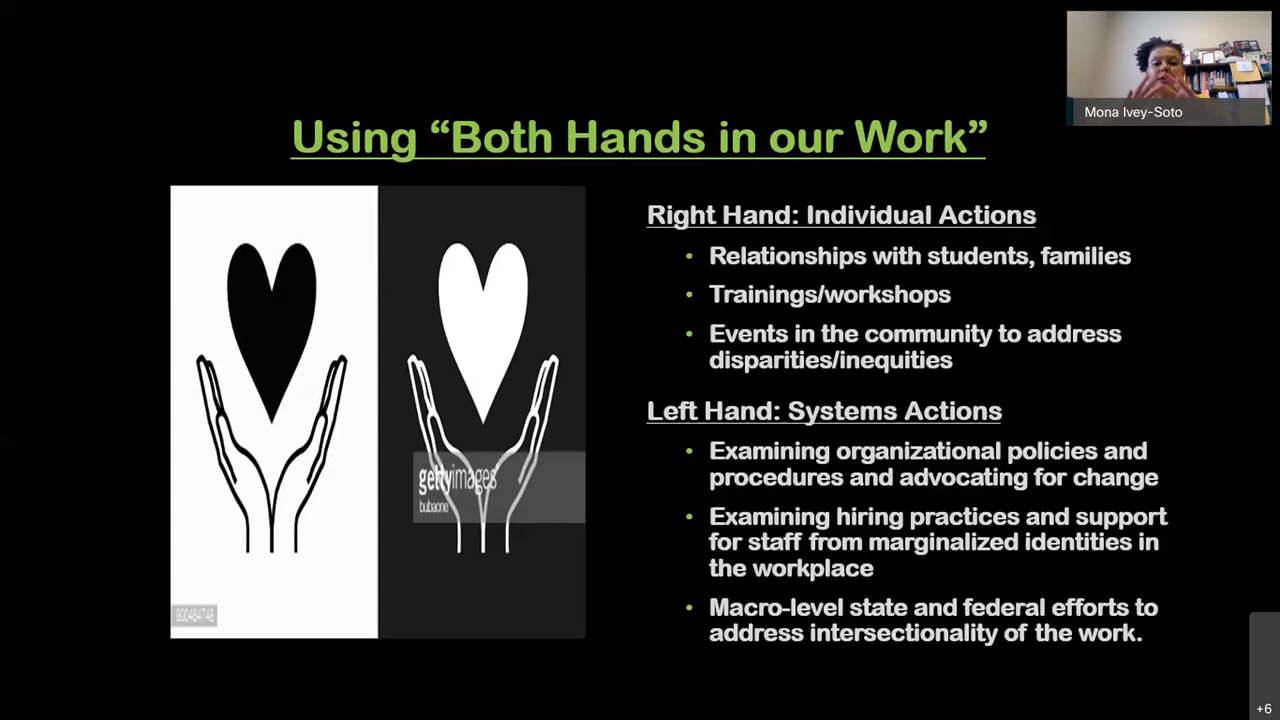 Mona Ivey-Soto
Using “Both Hands in our Work”
gettyimages
bubaone
800464748
Right Hand: Individual Actions
• Relationships with students, families
• Trainings/workshops
• Events in the community to address
disparities/inequities
Left Hand: Systems Actions
• Examining organizational policies and
procedures and advocating for change
• Examining hiring practices and support
for staff from marginalized identities in
the workplace
• Macro-level state and federal efforts to
address intersectionality of the work.
+6